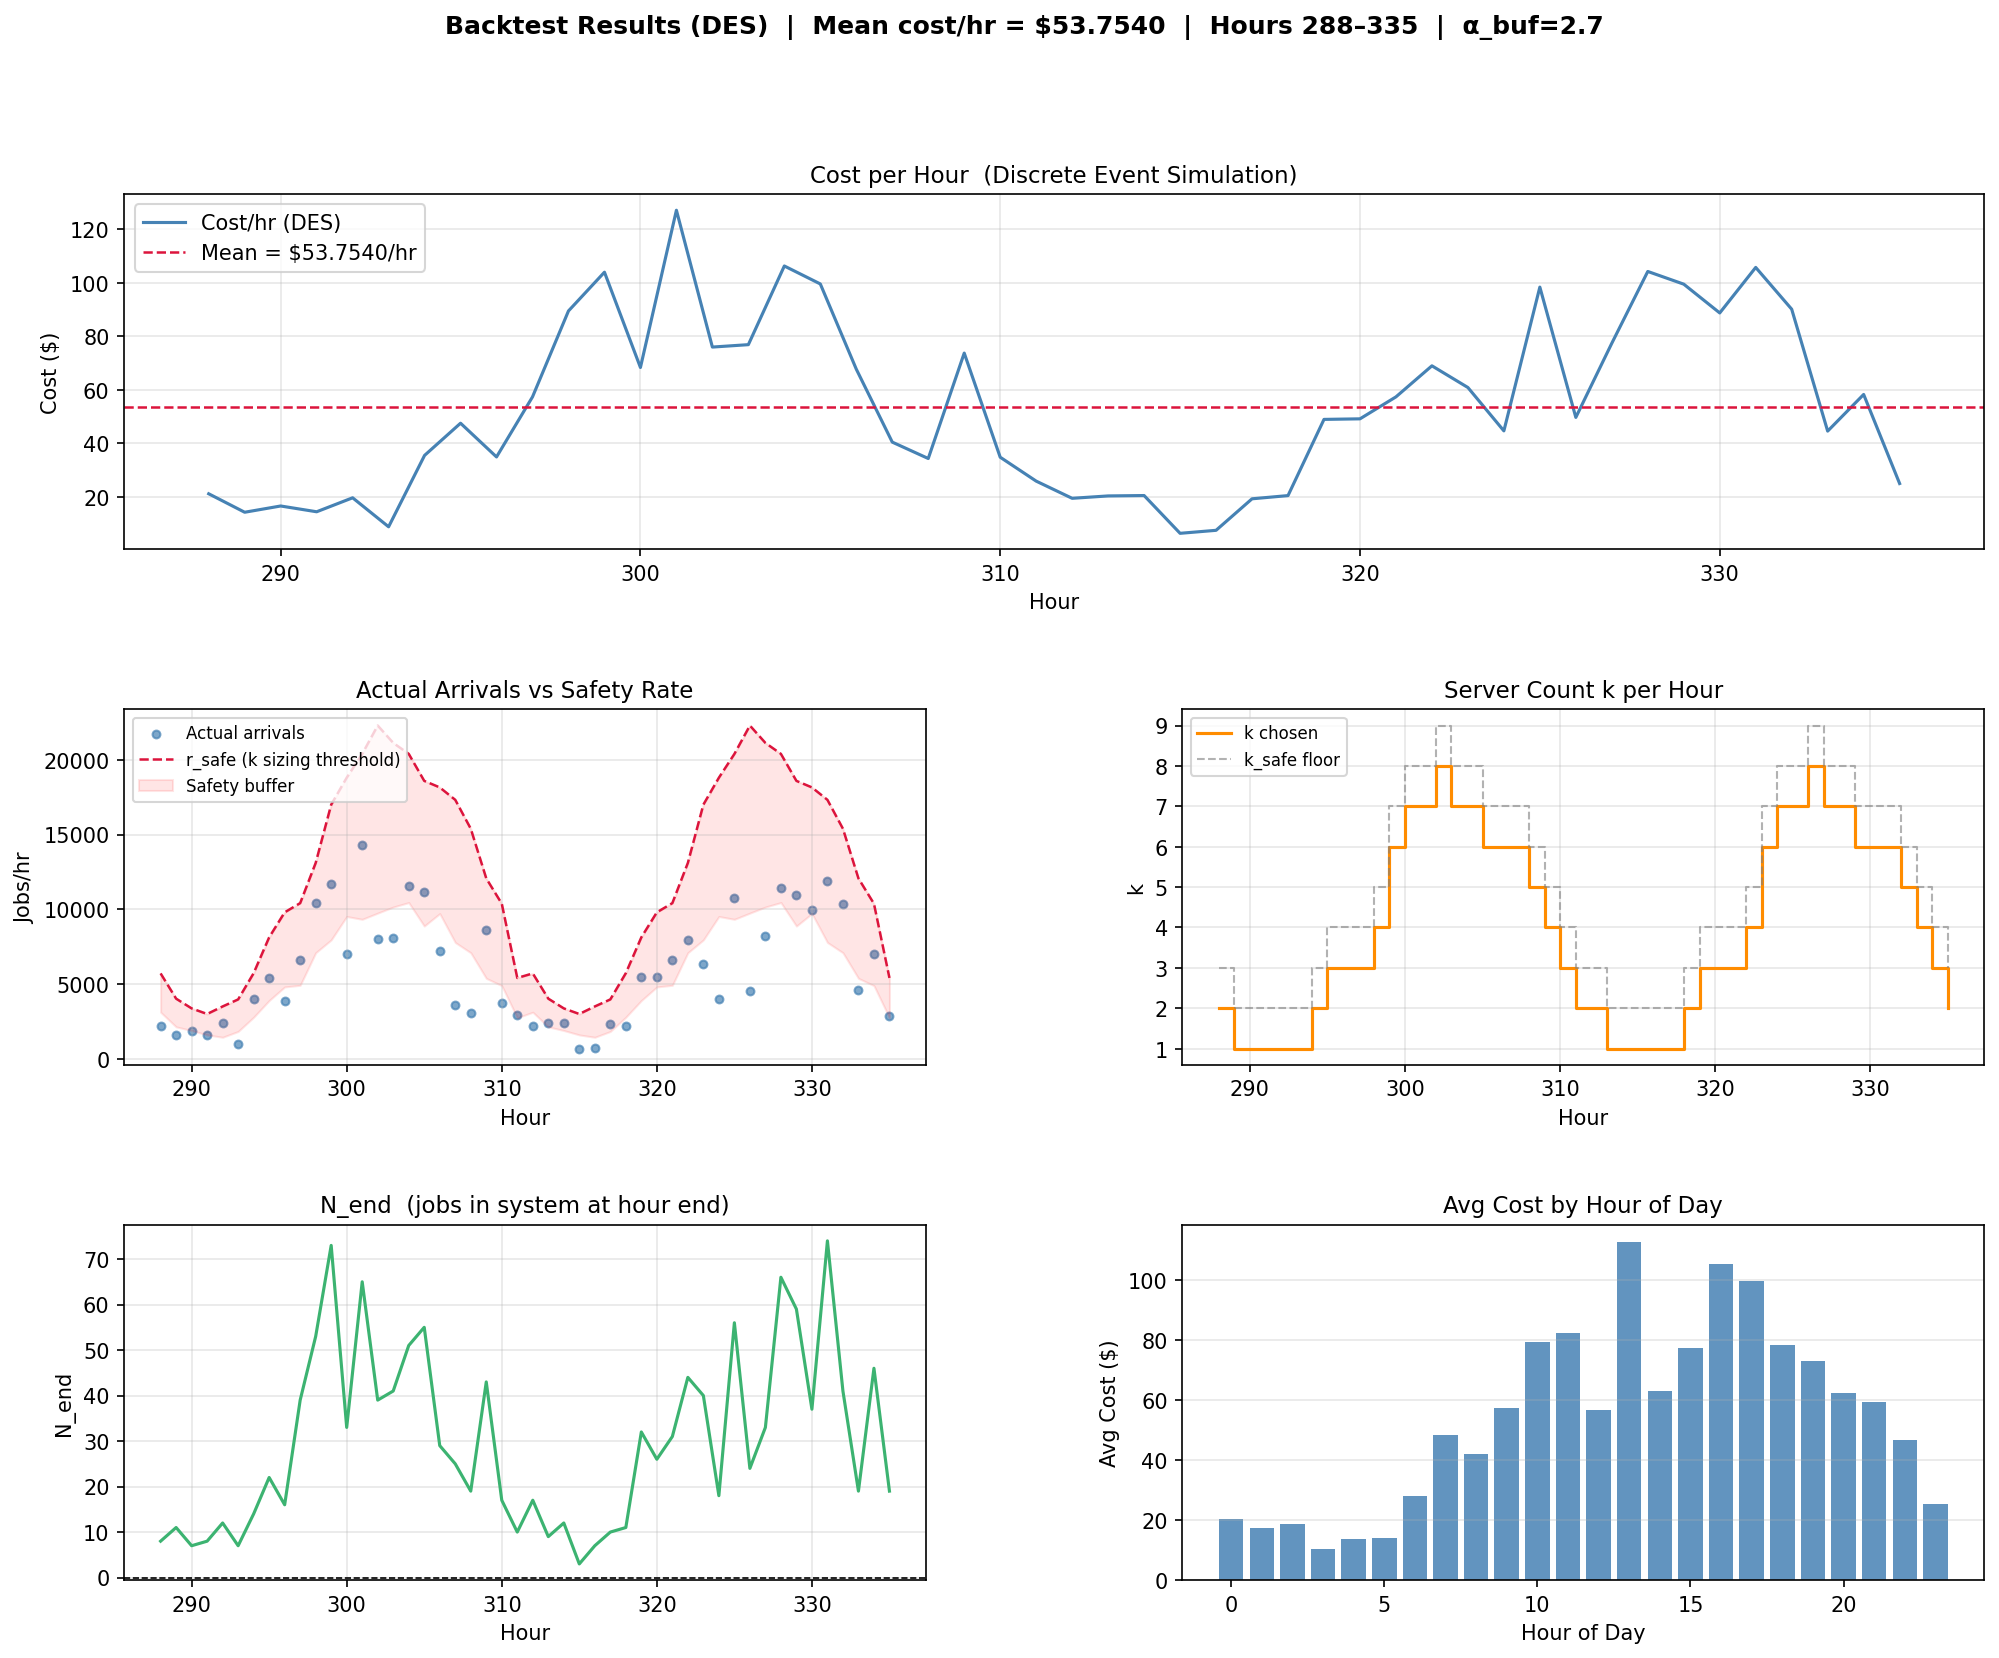 Backtest Results (DES)  |  Mean cost/hr = $53.7540  |  Hours 288–335  |  α_buf=2.7
Cost per Hour  (Discrete Event Simulation)
Cost/hr (DES)
Mean = $53.7540/hr
Cost ($)
120
100
80
60
40
20
290 300 310 320 330
Hour
Actual Arrivals vs Safety Rate
Actual arrivals
r_safe (k sizing threshold)
Safety buffer
Jobs/hr
20000
15000
10000
5000
0
290 300 310 320 330
Hour
Server Count k per Hour
k chosen
k_safe floor
k
9
8
7
6
5
4
3
2
1
290 300 310 320 330
Hour
N_end  (jobs in system at hour end)
N_end
70
60
50
40
30
20
10
0
290 300 310 320 330
Hour
Avg Cost by Hour of Day
Avg Cost ($)
100
80
60
40
20
0
0 5 10 15 20
Hour of Day